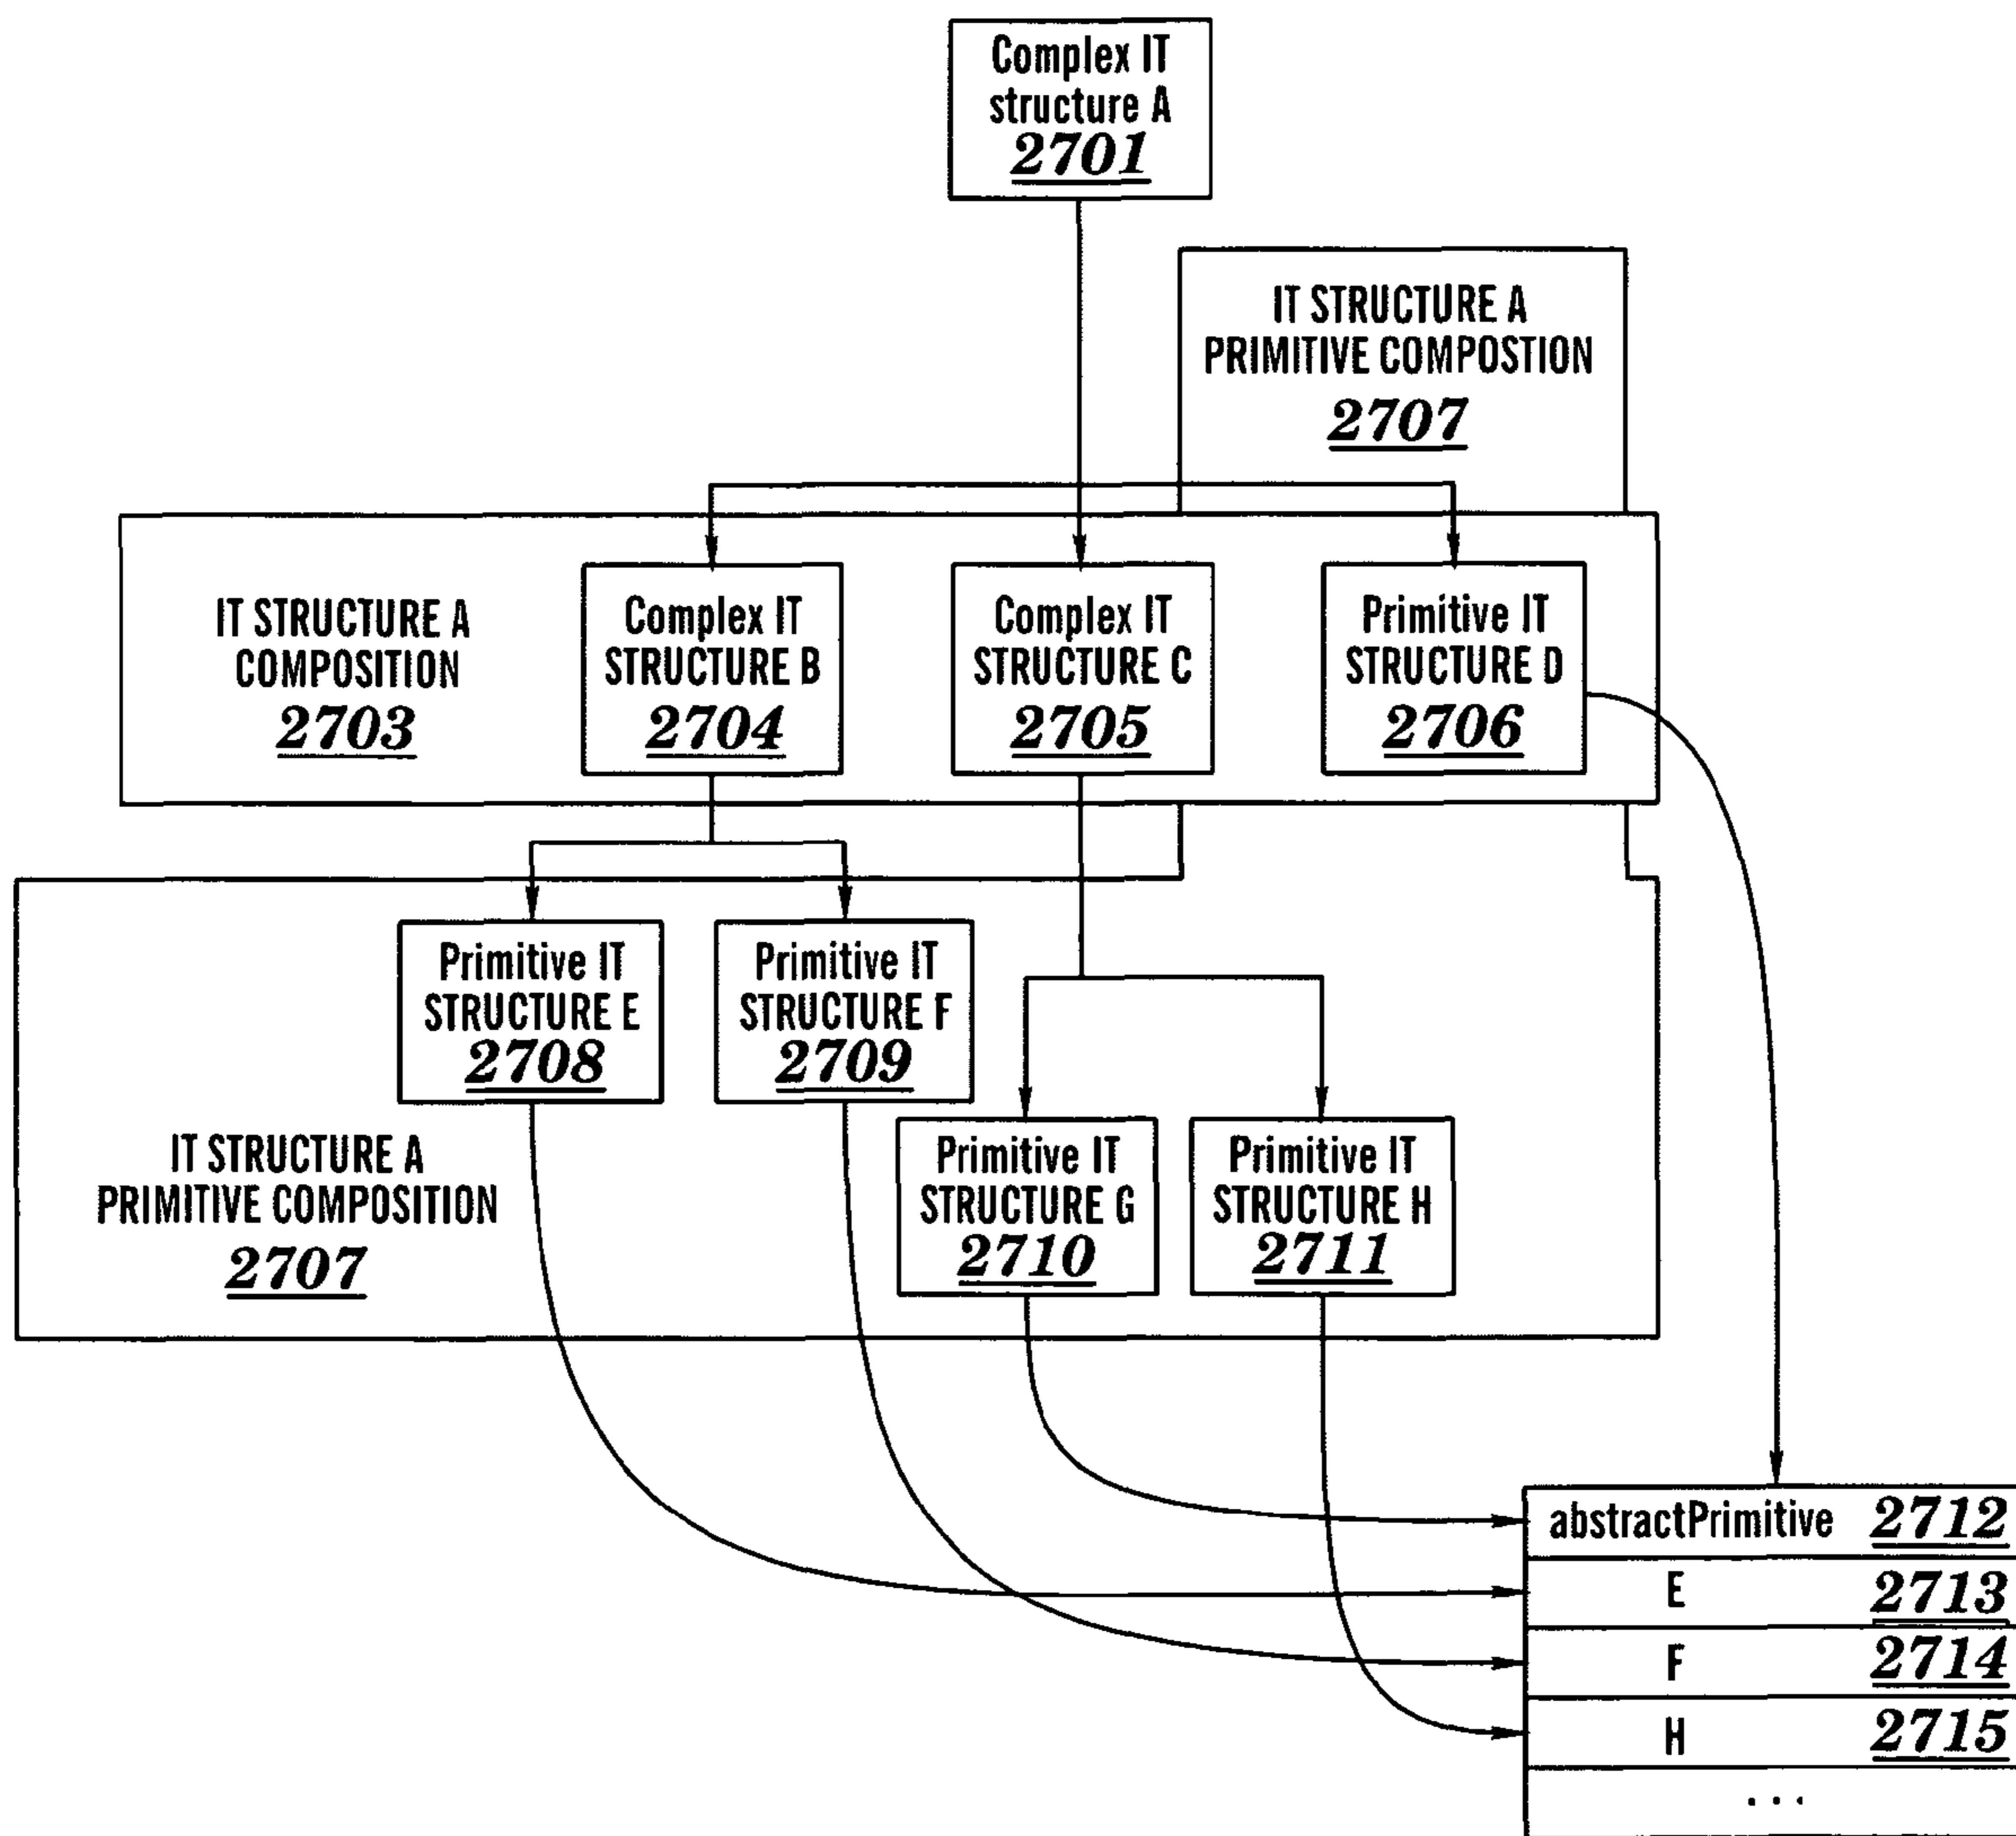 Complex IT
structure A
2701
IT STRUCTURE A
PRIMITIVE COMPOSTION
2707
IT STRUCTURE A
COMPOSITION
2703
Complex IT
STRUCTURE B
2704
Complex IT
STRUCTURE C
2705
Primitive IT
STRUCTURE D
2706
Primitive IT
STRUCTURE E
2708
Primitive IT
STRUCTURE F
2709
IT STRUCTURE A
PRIMITIVE COMPOSITION
2707
Primitive IT
STRUCTURE G
2710
Primitive IT
STRUCTURE H
2711
abstractPrimitive 2712
E 2713
F 2714
H 2715
...